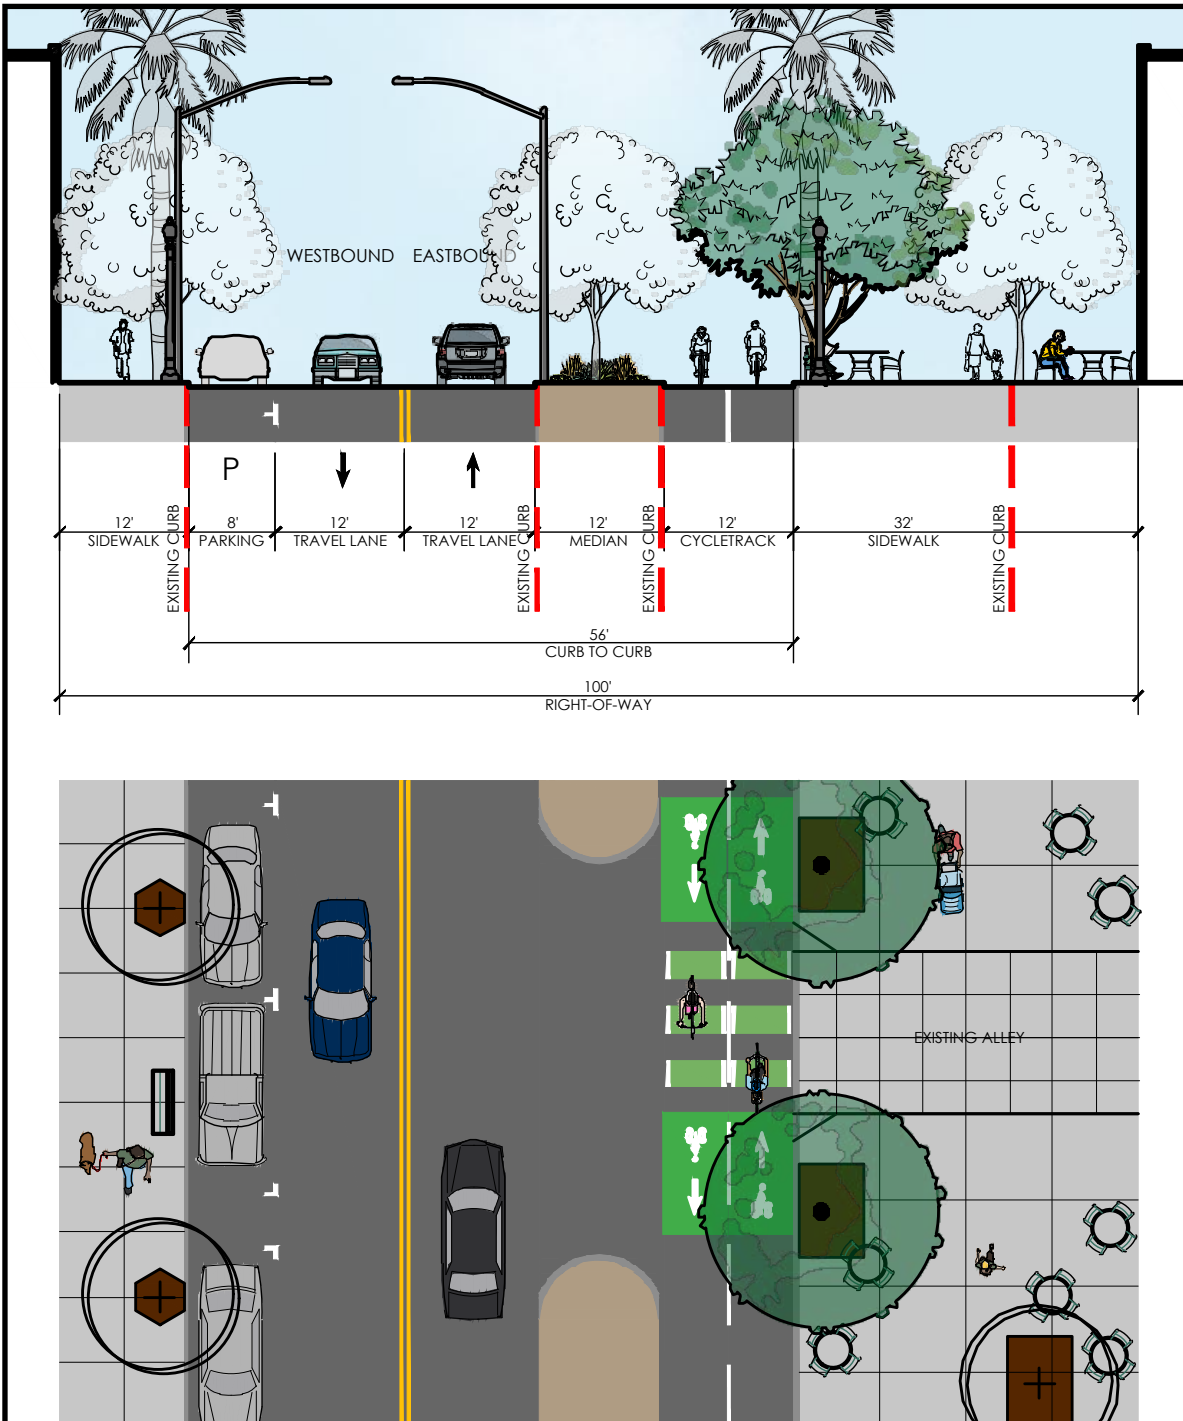 WESTBOUND EASTBOUND
P
12' 8' 12' 12' 12' 12' 32'
SIDEWALK PARKING TRAVEL LANE TRAVEL LANE MEDIAN CYCLETRACK SIDEWALK
EXISTING CURB
EXISTING CURB
EXISTING CURB
EXISTING CURB
56'
CURB TO CURB
100'
RIGHT-OF-WAY
EXISTING ALLEY